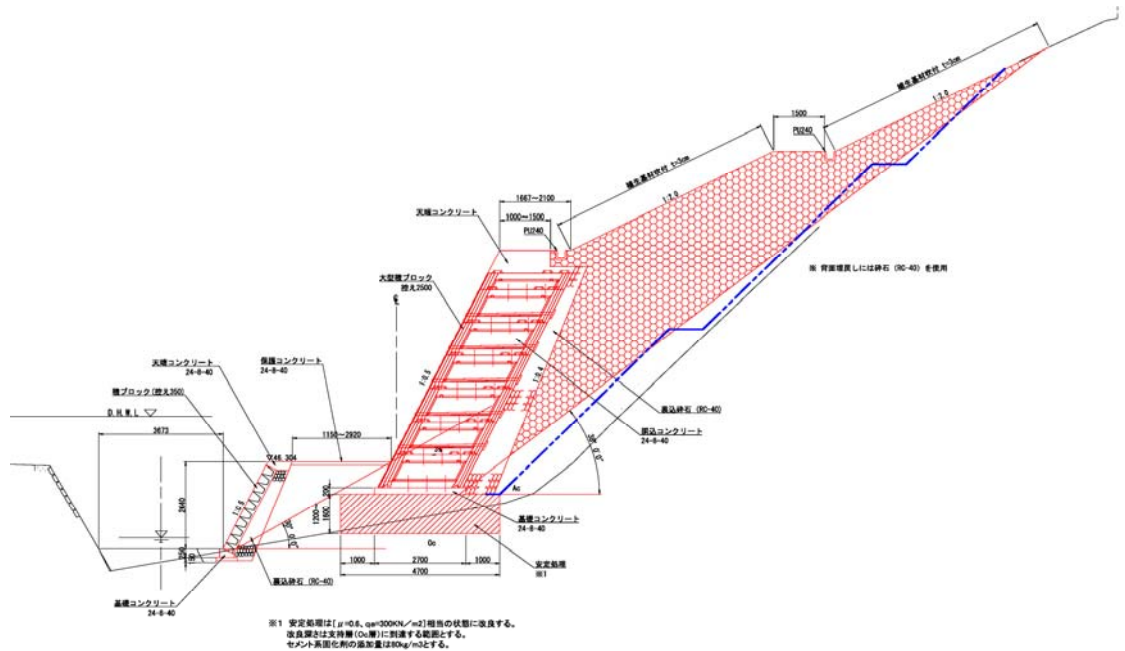 植生基材吹付 t=3cm
1:2.0
1500
PU240
植生基材吹付 t=3cm
1:2.0
1667～2100
1000～1500
天端コンクリート
PU240
※ 背面埋戻しには砕石 (RC-40) を使用
大型積ブロック
控え2500
天端コンクリート
24-8-40
保護コンクリート
24-8-40
1:0.5
1:0.4
積ブロック(控え350)
裏込砕石 (RC-40)
D.H.W.L
胴込コンクリート
24-8-40
3673
1150～2920
46.304
1:0.5
2440
200
1200～
1600
Ac
基礎コンクリート
24-8-40
Gc
1000
2700
1000
4700
安定処理
※1
裏込砕石 (RC-40)
基礎コンクリート
24-8-40
※1 安定処理は[μ=0.6、qa=300KN/m2]相当の状態に改良する。
改良深さは支持層(Gc層)に到達する範囲とする。
セメント系固化剤の添加量は80kg/m3とする。